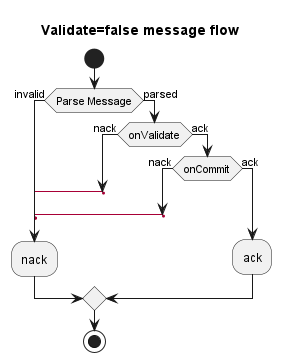 Validate=false message flow
invalid
Parse Message
parsed
nack
onValidate
ack
nack
onCommit
ack
nack
ack